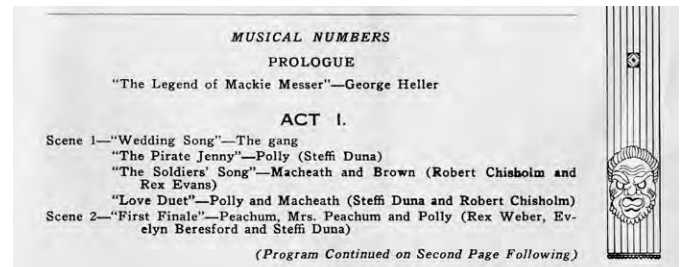 MUSICAL NUMBERS
PROLOGUE
"The Legend of Mackie Messer"—George Heller
ACT I.
Scene 1—"Wedding Song"—The gang
"The Pirate Jenny"—Polly (Steffi Duna)
"The Soldiers' Song"—Macheath and Brown (Robert Chisholm and
Rex Evans)
"Love Duet"—Polly and Macheath (Steffi Duna and Robert Chisholm)
Scene 2—"First Finale"—Peachum, Mrs. Peachum and Polly (Rex Weber, Ev-
elyn Beresford and Steffi Duna)
(Program Continued on Second Page Following)